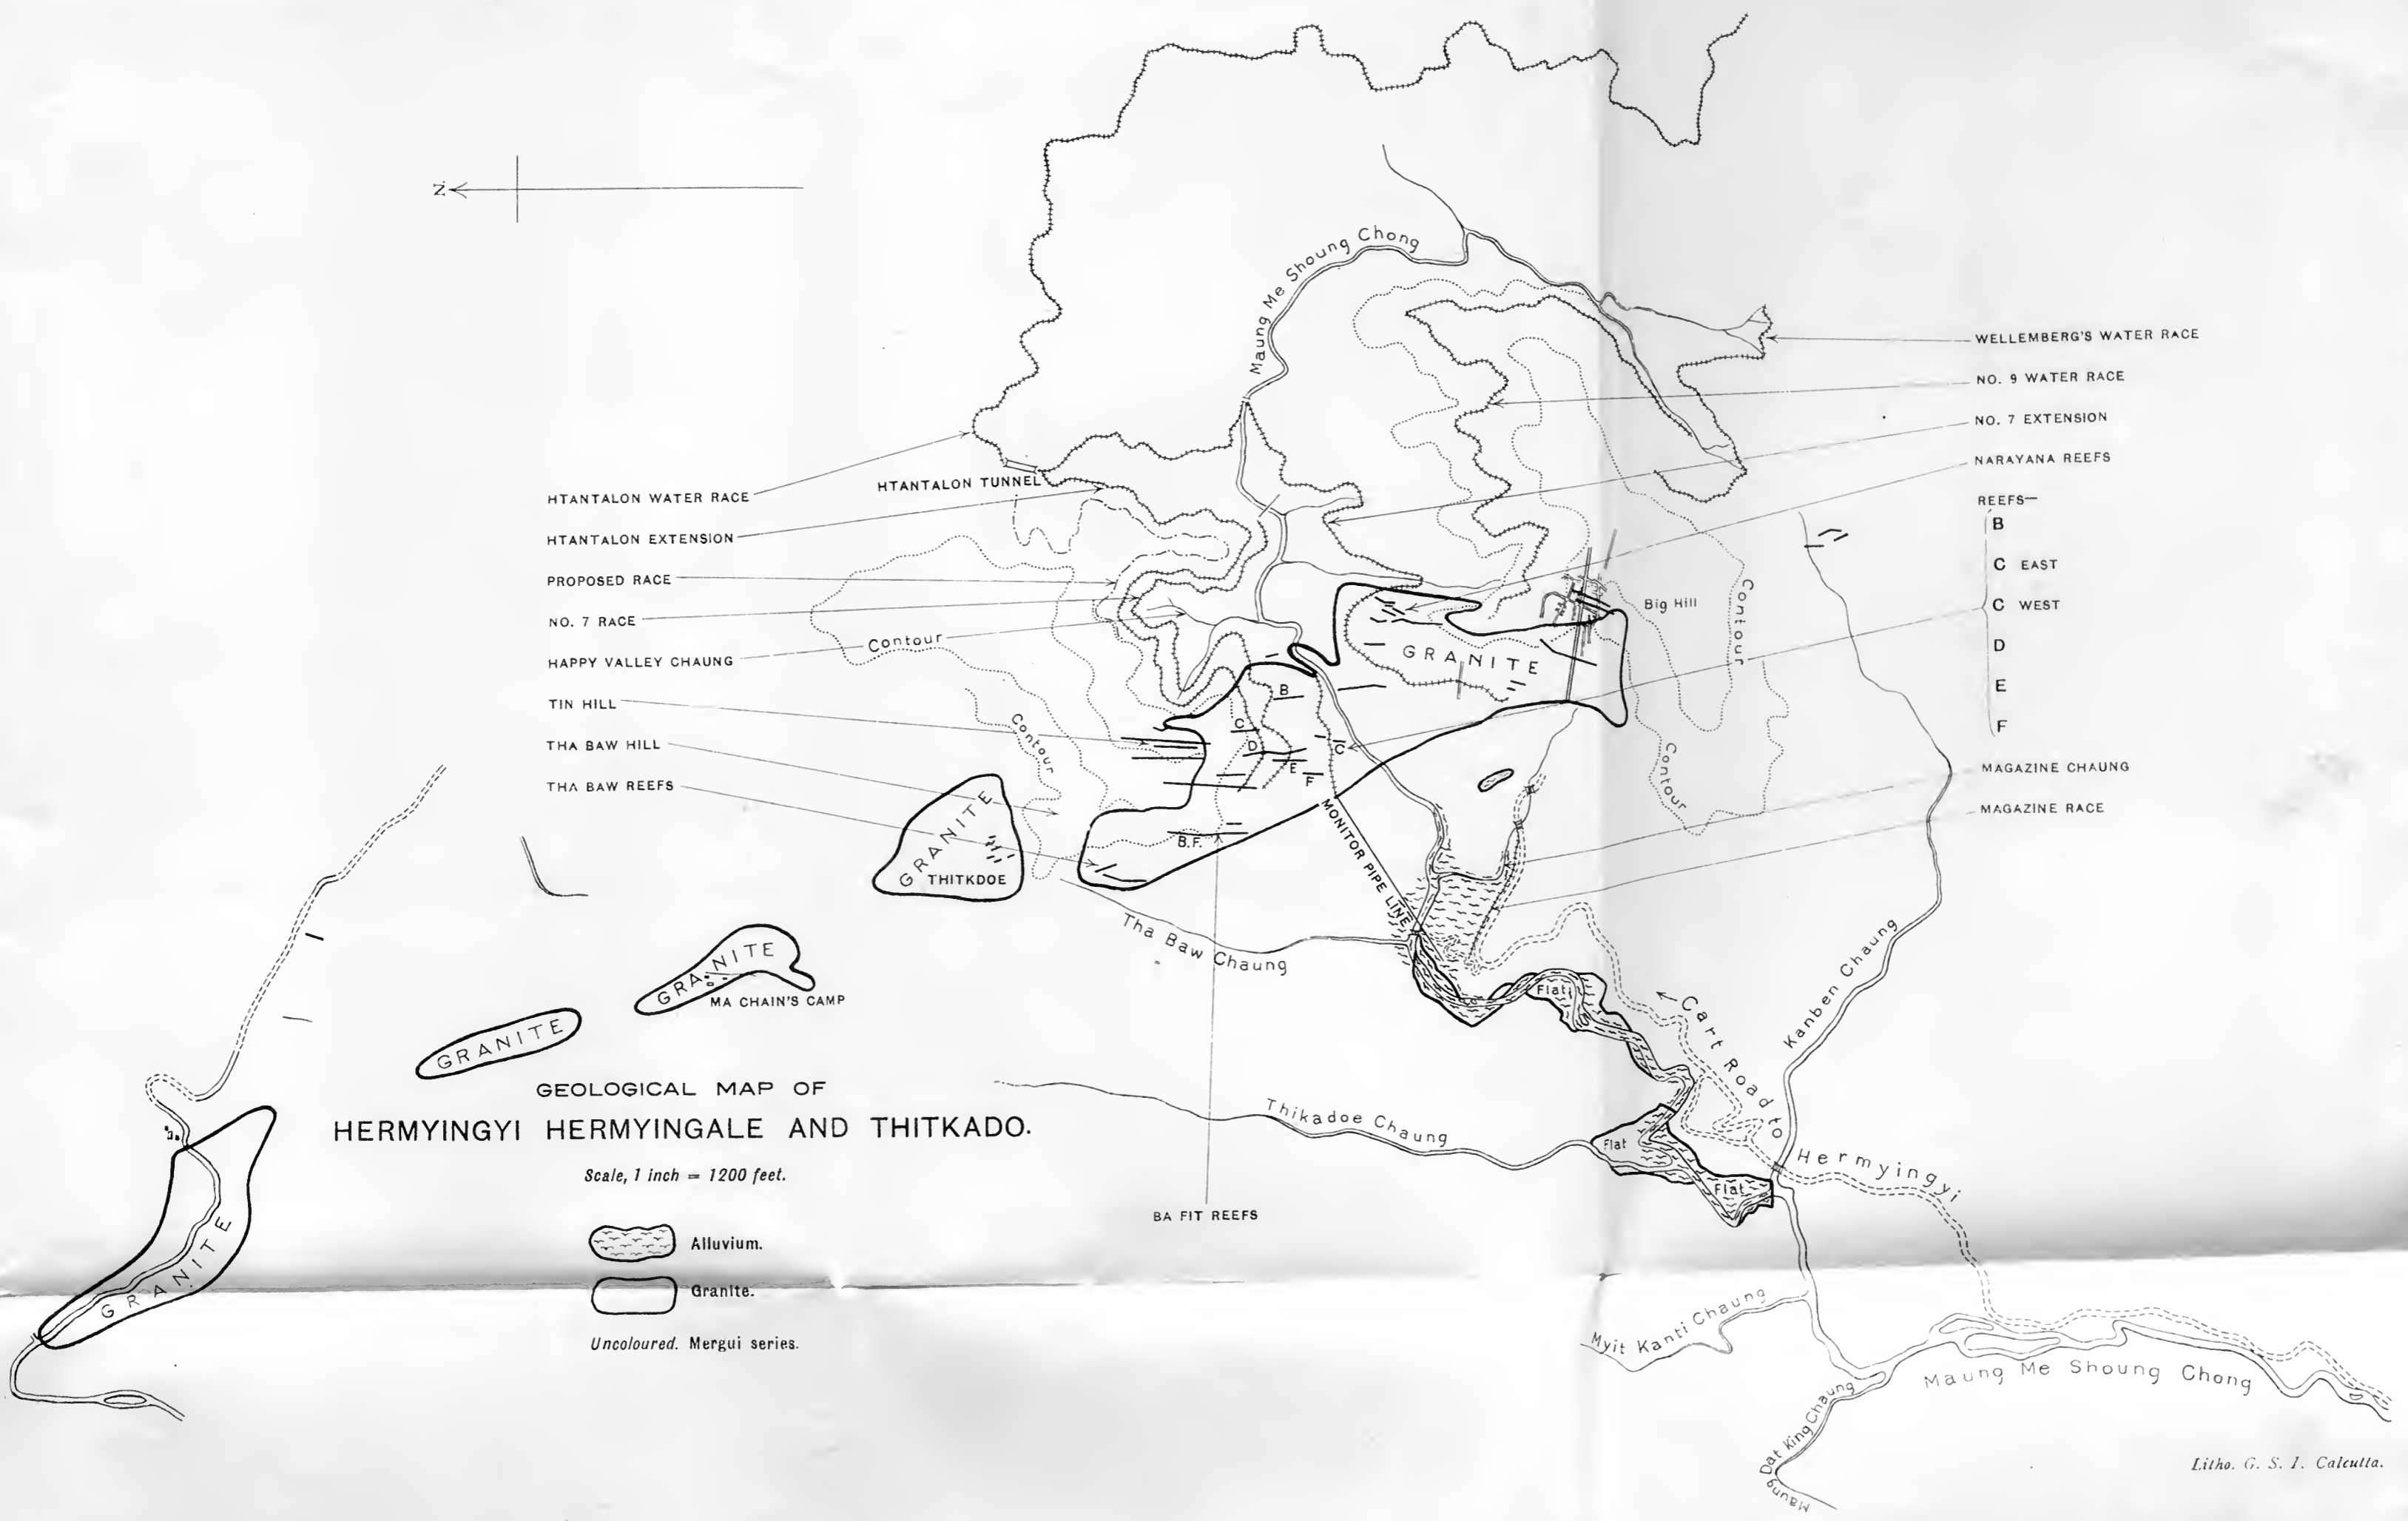 N.
Maung Me Shoung Chong
WELLEMBERG'S WATER RACE
NO. 9 WATER RACE
NO. 7 EXTENSION
NARAYANA REEFS
REEFS—
B
C EAST
C WEST
D
E
F
MAGAZINE CHAUNG
MAGAZINE RACE
HTANTALON WATER RACE
HTANTALON TUNNEL
HTANTALON EXTENSION
PROPOSED RACE
NO. 7 RACE
HAPPY VALLEY CHAUNG
TIN HILL
THA BAW HILL
THA BAW REEFS
Contour
Contour
Contour
Contour
Big Hill
GRANITE
B
C
D
E
F
C
B.F.
GRANITE
THITKDOE
MONITOR PIPE LINE
Tha Baw Chaung
GRANITE
MA CHAIN'S CAMP
GRANITE
GRANITE
Flat
Cart Road to
Hermyingyi
Kanben Chaung
Thikadoe Chaung
Flat
Flat
Myit Kanti Chaung
Maung Me Shoung Chong
Maung Dat King Chaung
BA FIT REEFS
GEOLOGICAL MAP OF
HERMYINGYI HERMYINGALE AND THITKADO.
Scale, 1 inch = 1200 feet.
Alluvium.
Granite.
Uncoloured. Mergui series.
Litho. G. S. I. Calcutta.